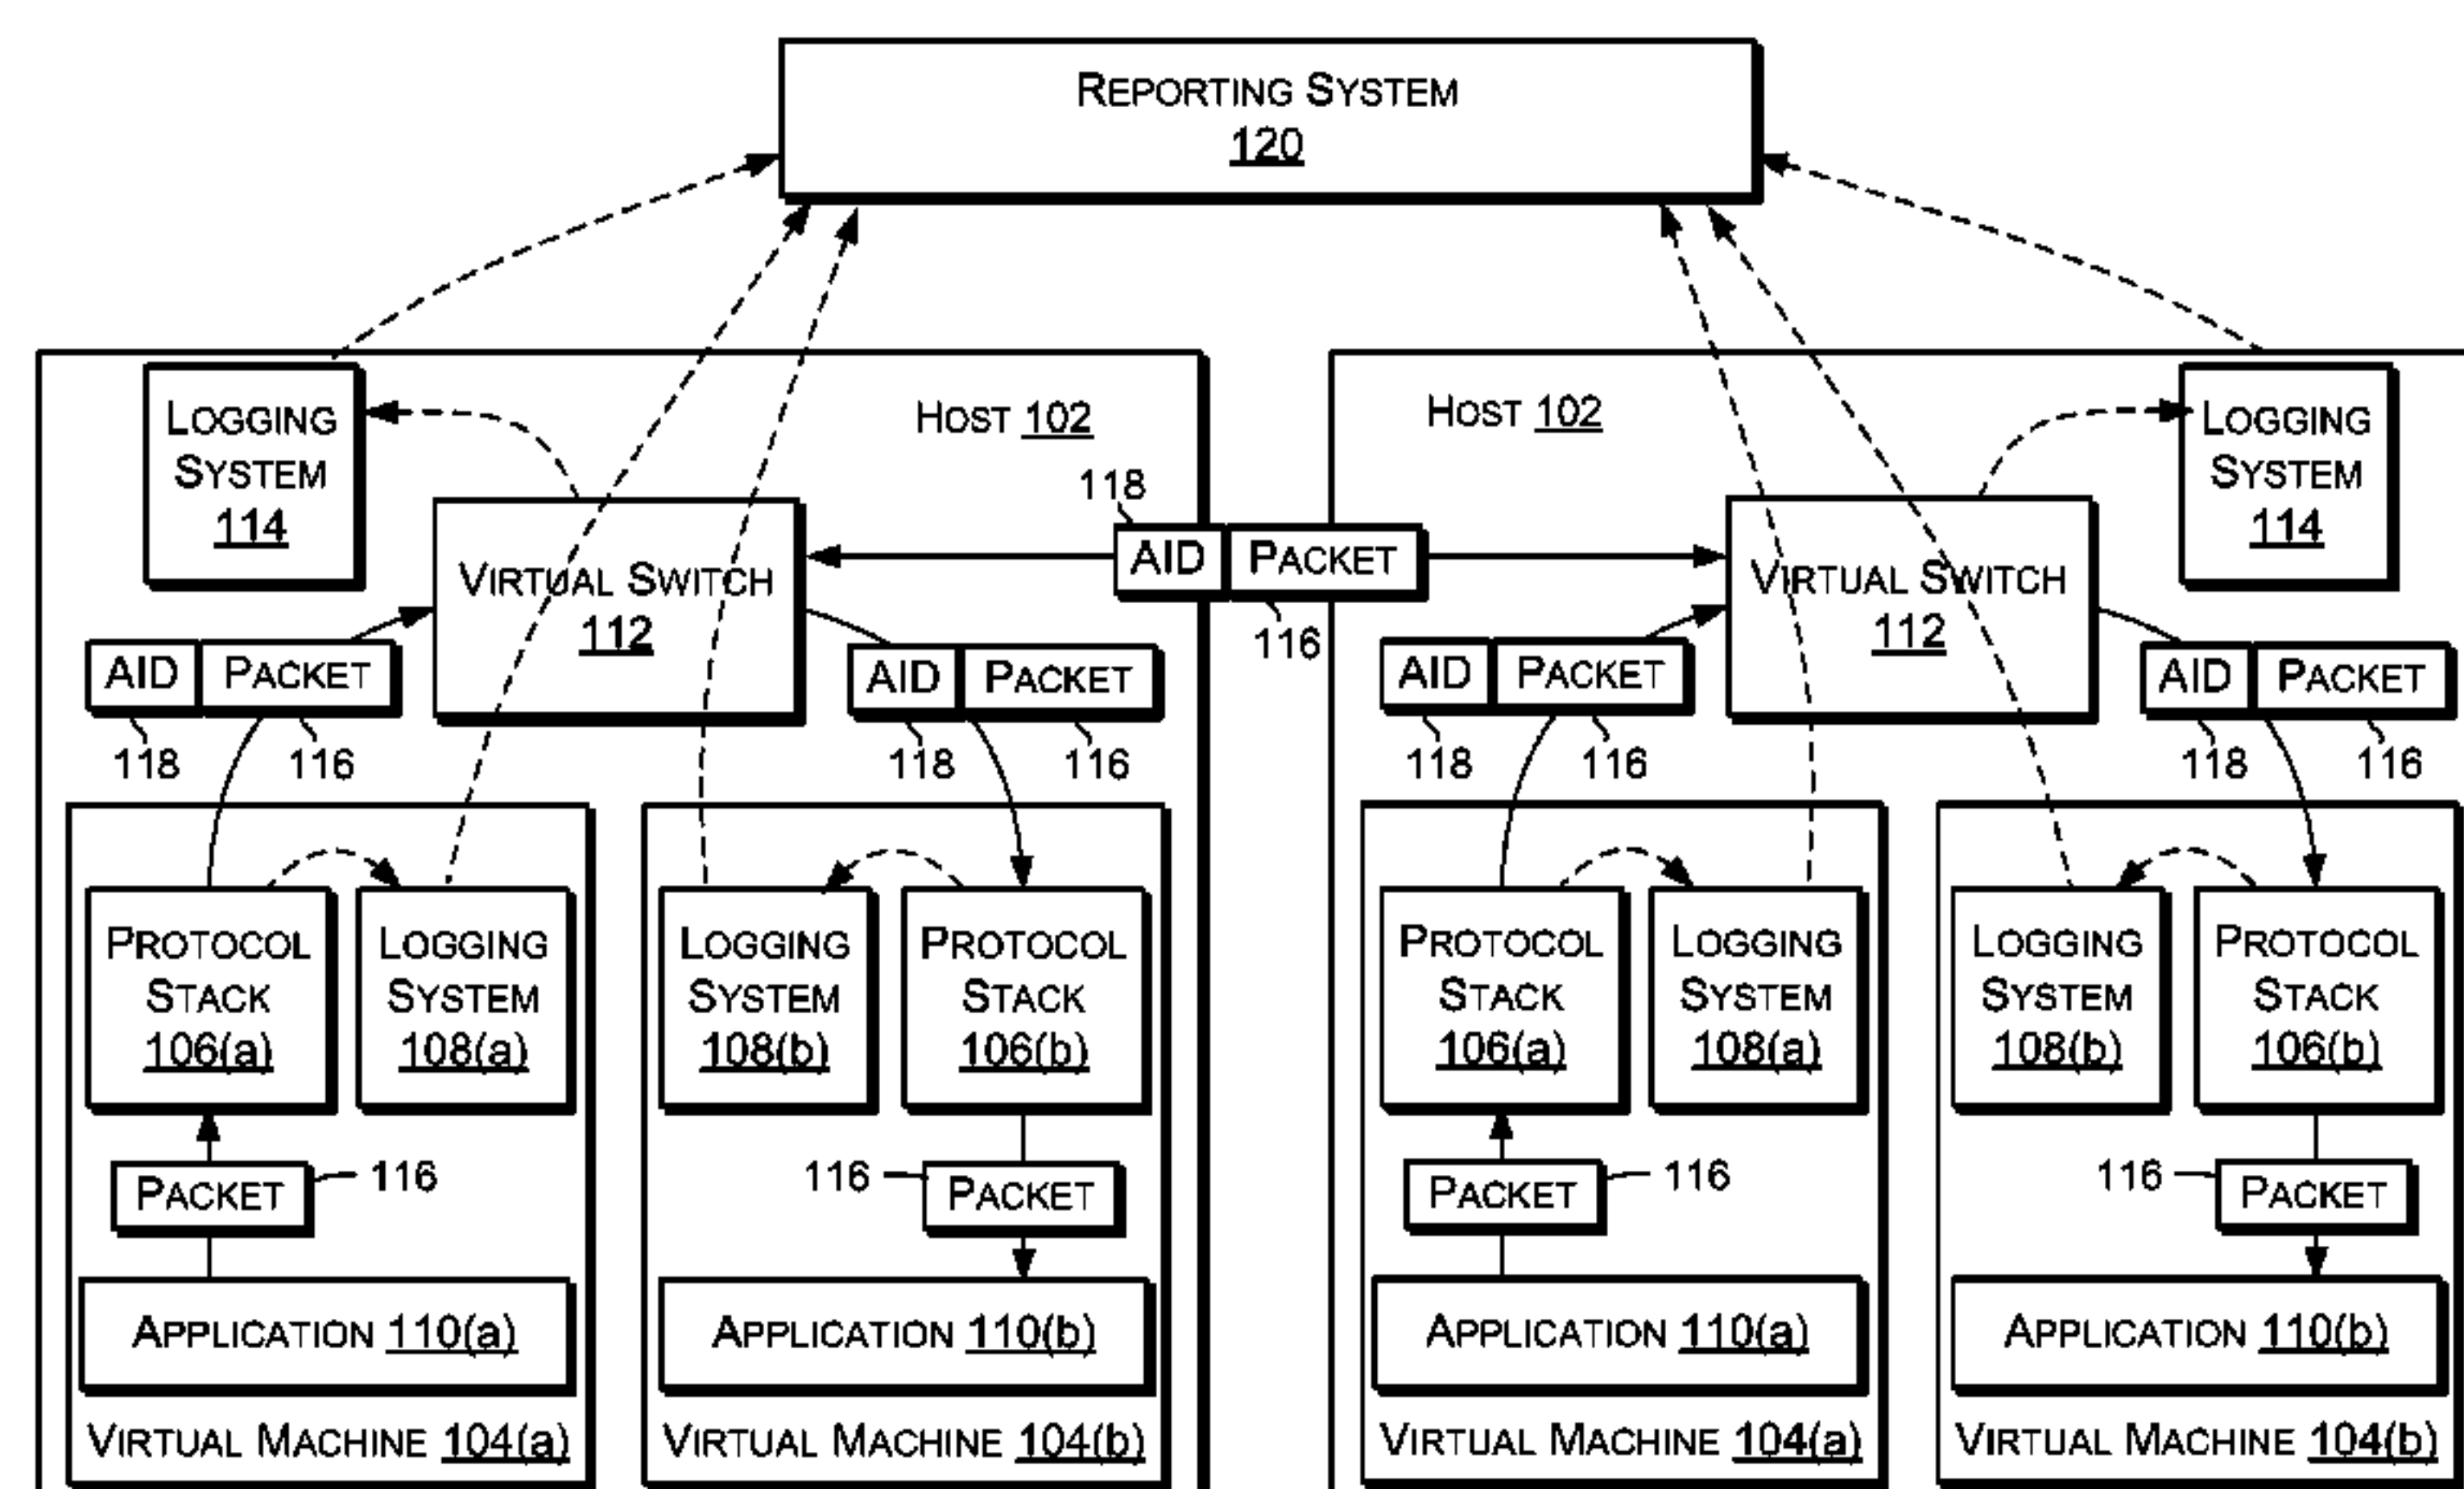 REPORTING SYSTEM
120
LOGGING
SYSTEM
114
HOST 102
VIRTUAL SWITCH
112
118
AID PACKET
116
AID PACKET
118 116
AID PACKET
118 116
PROTOCOL
STACK
106(a)
LOGGING
SYSTEM
108(a)
PACKET
116
APPLICATION 110(a)
VIRTUAL MACHINE 104(a)
LOGGING
SYSTEM
108(b)
PROTOCOL
STACK
106(b)
116
PACKET
APPLICATION 110(b)
VIRTUAL MACHINE 104(b)
HOST 102
LOGGING
SYSTEM
114
VIRTUAL SWITCH
112
AID PACKET
118 116
AID PACKET
118 116
PROTOCOL
STACK
106(a)
LOGGING
SYSTEM
108(a)
PACKET
116
APPLICATION 110(a)
VIRTUAL MACHINE 104(a)
LOGGING
SYSTEM
108(b)
PROTOCOL
STACK
106(b)
116
PACKET
APPLICATION 110(b)
VIRTUAL MACHINE 104(b)